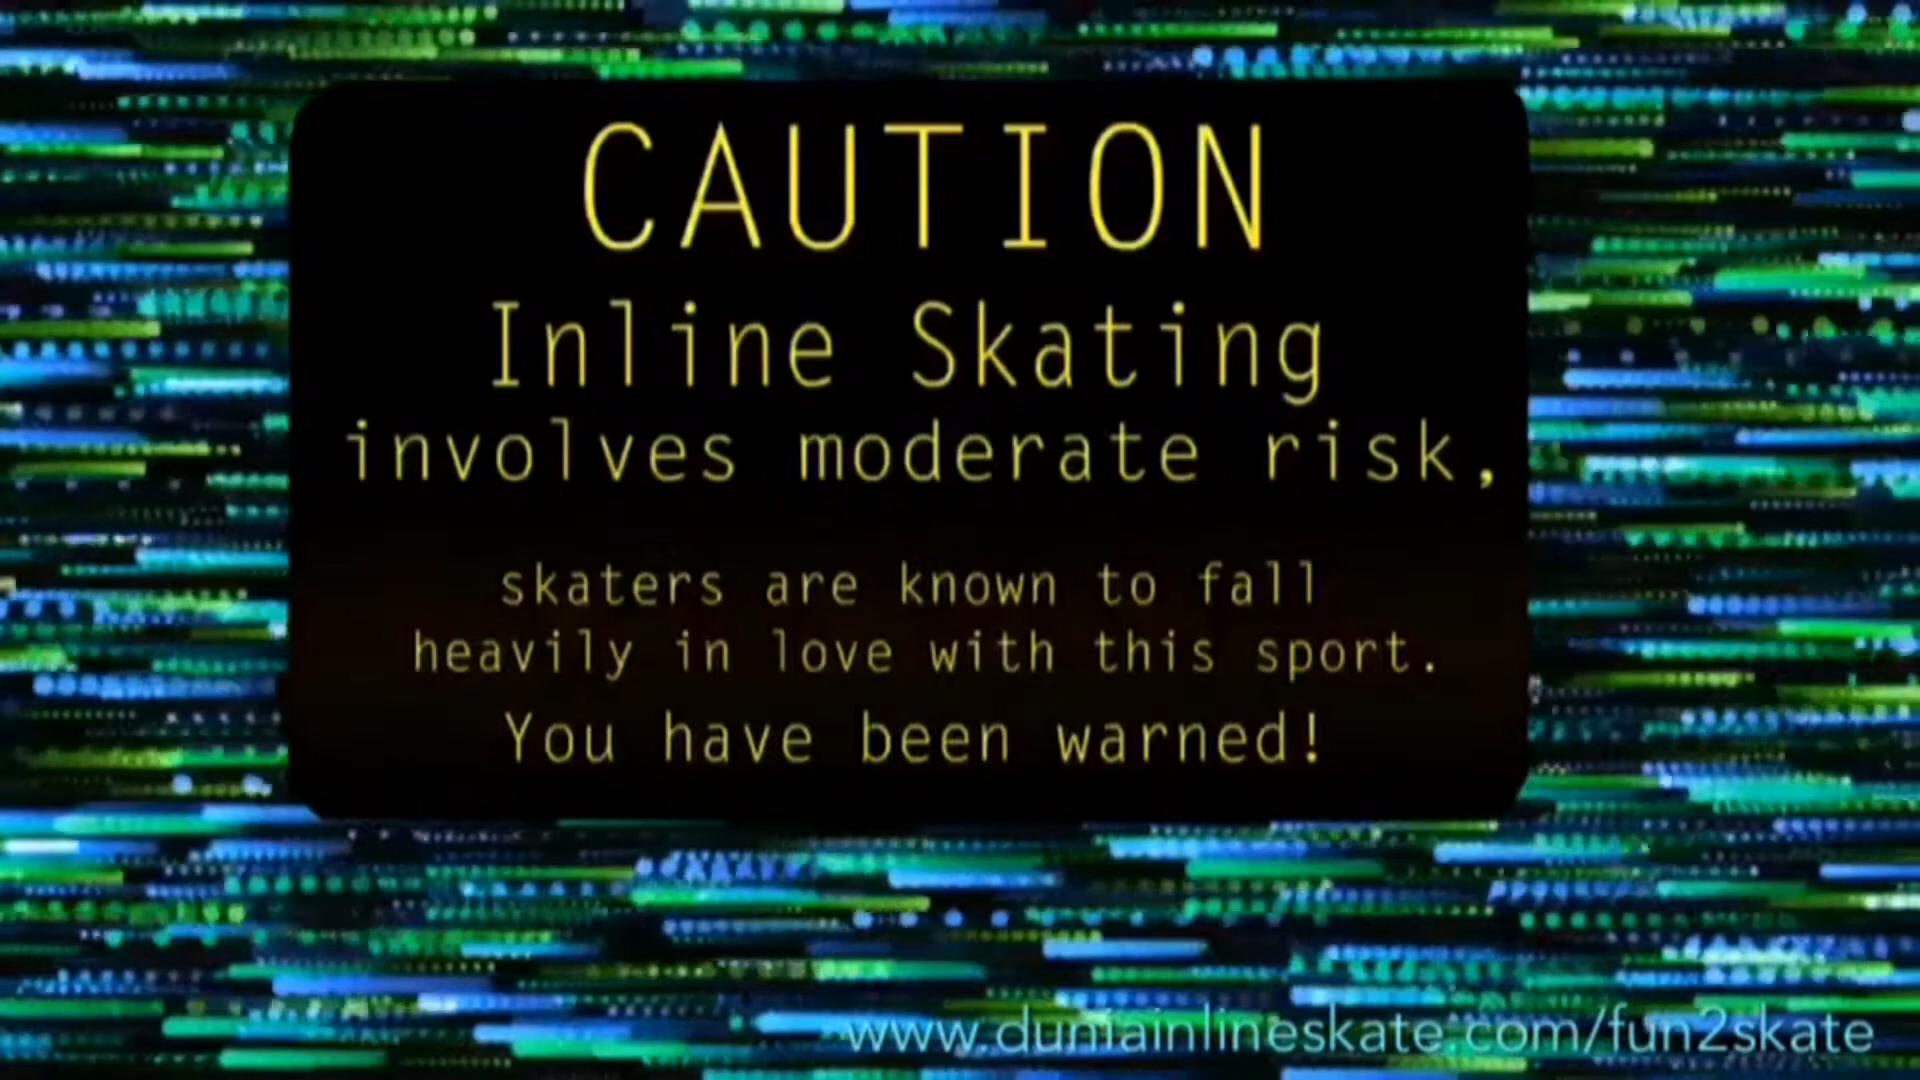 CAUTION
Inline Skating
involves moderate risk,
skaters are known to fall
heavily in love with this sport.
You have been warned!
www.duniainlineskate.com/fun2skate